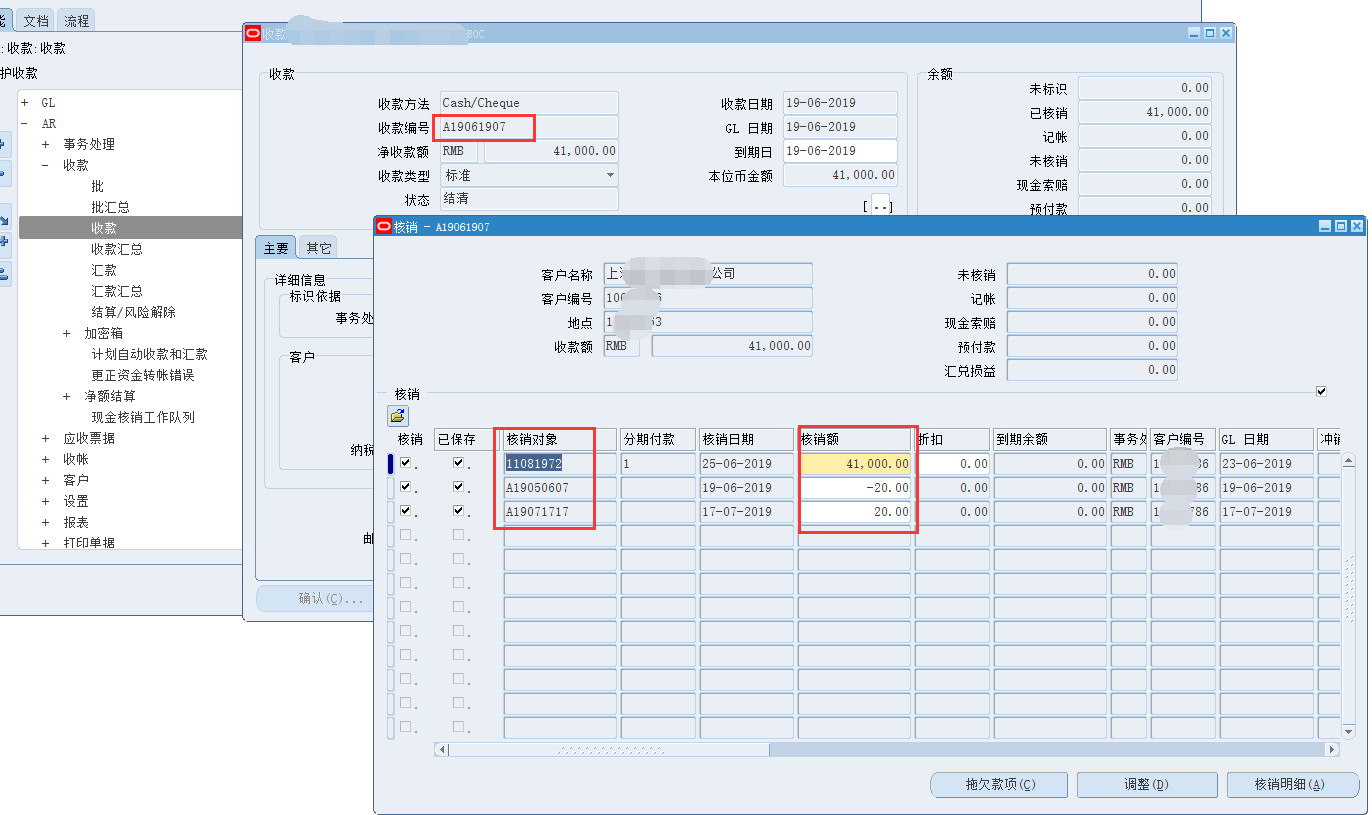 能 文档 流程
: 收款: 收款
护收款
+ GL
− AR
+ 事务处理
− 收款
批
批汇总
收款
收款汇总
汇款
汇款汇总
结算/风险解除
+ 加密箱
计划自动收款和汇款
更正资金转帐错误
+ 净额结算
现金核销工作队列
+ 应收票据
+ 收帐
+ 客户
+ 设置
+ 报表
+ 打印单据
收款 BOC
收款
收款方法 Cash/Cheque
收款编号 A19061907
净收款额 RMB 41,000.00
收款类型 标准
状态 结清
收款日期 19-06-2019
GL 日期 19-06-2019
到期日 19-06-2019
本位币金额 41,000.00
[..]
余额
未标识 0.00
已核销 41,000.00
记帐 0.00
未核销 0.00
现金索赔 0.00
预付款 0.00
主要 其它
详细信息
标识依据
事务处
客户
纳税
邮
确认(C)...
核销 − A19061907
客户名称 上 公司
客户编号 100 6
地点 1 53
收款额 RMB 41,000.00
未核销 0.00
记帐 0.00
现金索赔 0.00
预付款 0.00
汇兑损益 0.00
核销
核销 已保存 核销对象 分期付款 核销日期 核销额 折扣 到期余额 事务处 客户编号 GL 日期 冲销
11081972 1 25-06-2019 41,000.00 0.00 0.00 RMB 1 86 23-06-2019
A19050607 19-06-2019 -20.00 0.00 0.00 RMB 1 86 19-06-2019
A19071717 17-07-2019 20.00 0.00 0.00 RMB 1 786 17-07-2019
拖欠款项(C) 调整(D) 核销明细(A)